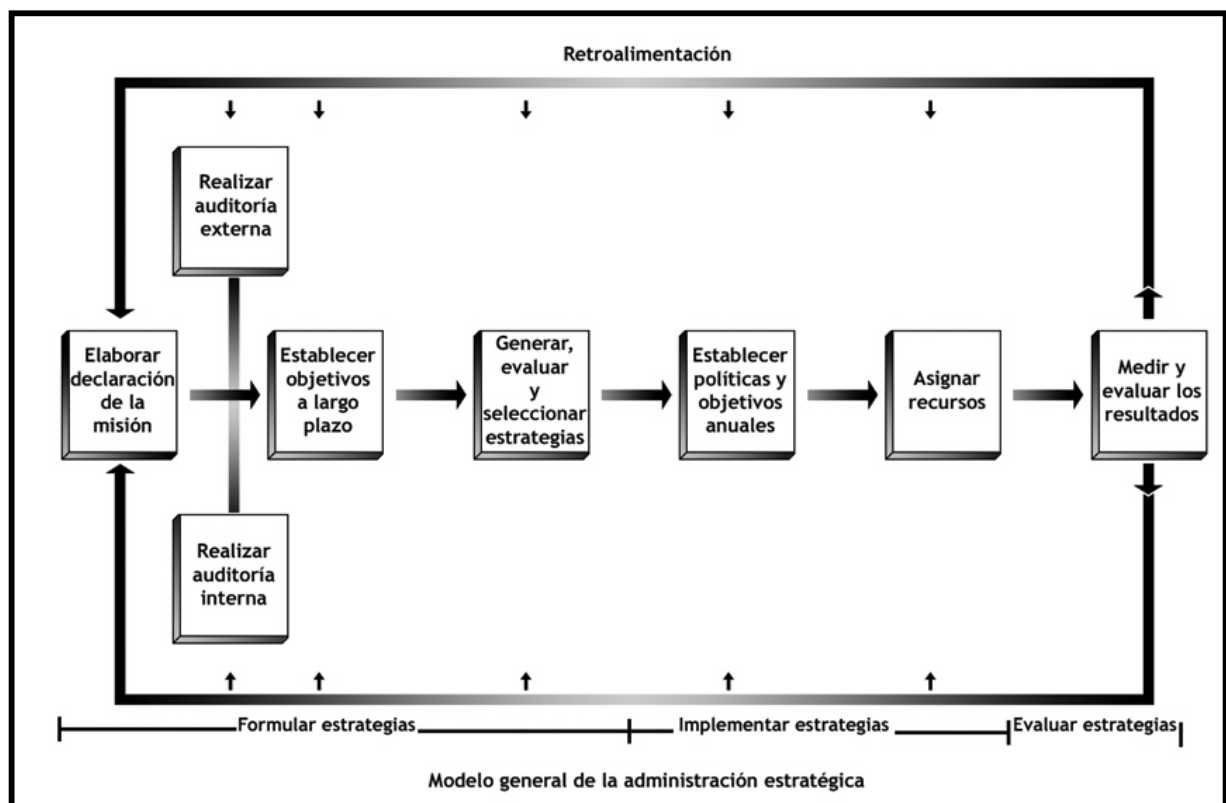 Retroalimentación
Realizar
auditoría
externa
Elaborar
declaración
de la
misión
Establecer
objetivos
a largo
plazo
Generar,
evaluar
y
seleccionar
estrategias
Establecer
políticas y
objetivos
anuales
Asignar
recursos
Medir y
evaluar los
resultados
Realizar
auditoría
interna
Formular estrategias
Implementar estrategias
Evaluar estrategias
Modelo general de la administración estratégica